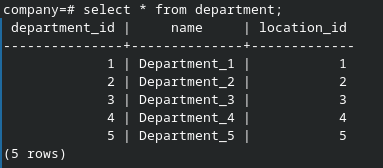 company=# select * from department;
 department_id |     name     | location_id
---------------+--------------+-------------
             1 | Department_1 |           1
             2 | Department_2 |           2
             3 | Department_3 |           3
             4 | Department_4 |           4
             5 | Department_5 |           5
(5 rows)